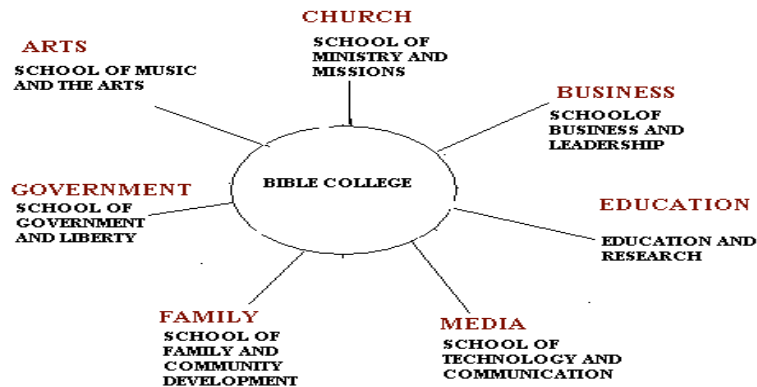 CHURCH
SCHOOL OF
MINISTRY AND
MISSIONS
ARTS
SCHOOL OF MUSIC
AND THE ARTS
BUSINESS
SCHOOLOF
BUSINESS AND
LEADERSHIP
BIBLE COLLEGE
GOVERNMENT
SCHOOL OF
GOVERNMENT
AND LIBERTY
EDUCATION
EDUCATION AND
RESEARCH
FAMILY
SCHOOL OF
FAMILY AND
COMMUNITY
DEVELOPMENT
MEDIA
SCHOOL OF
TECHNOLOGY AND
COMMUNICATION